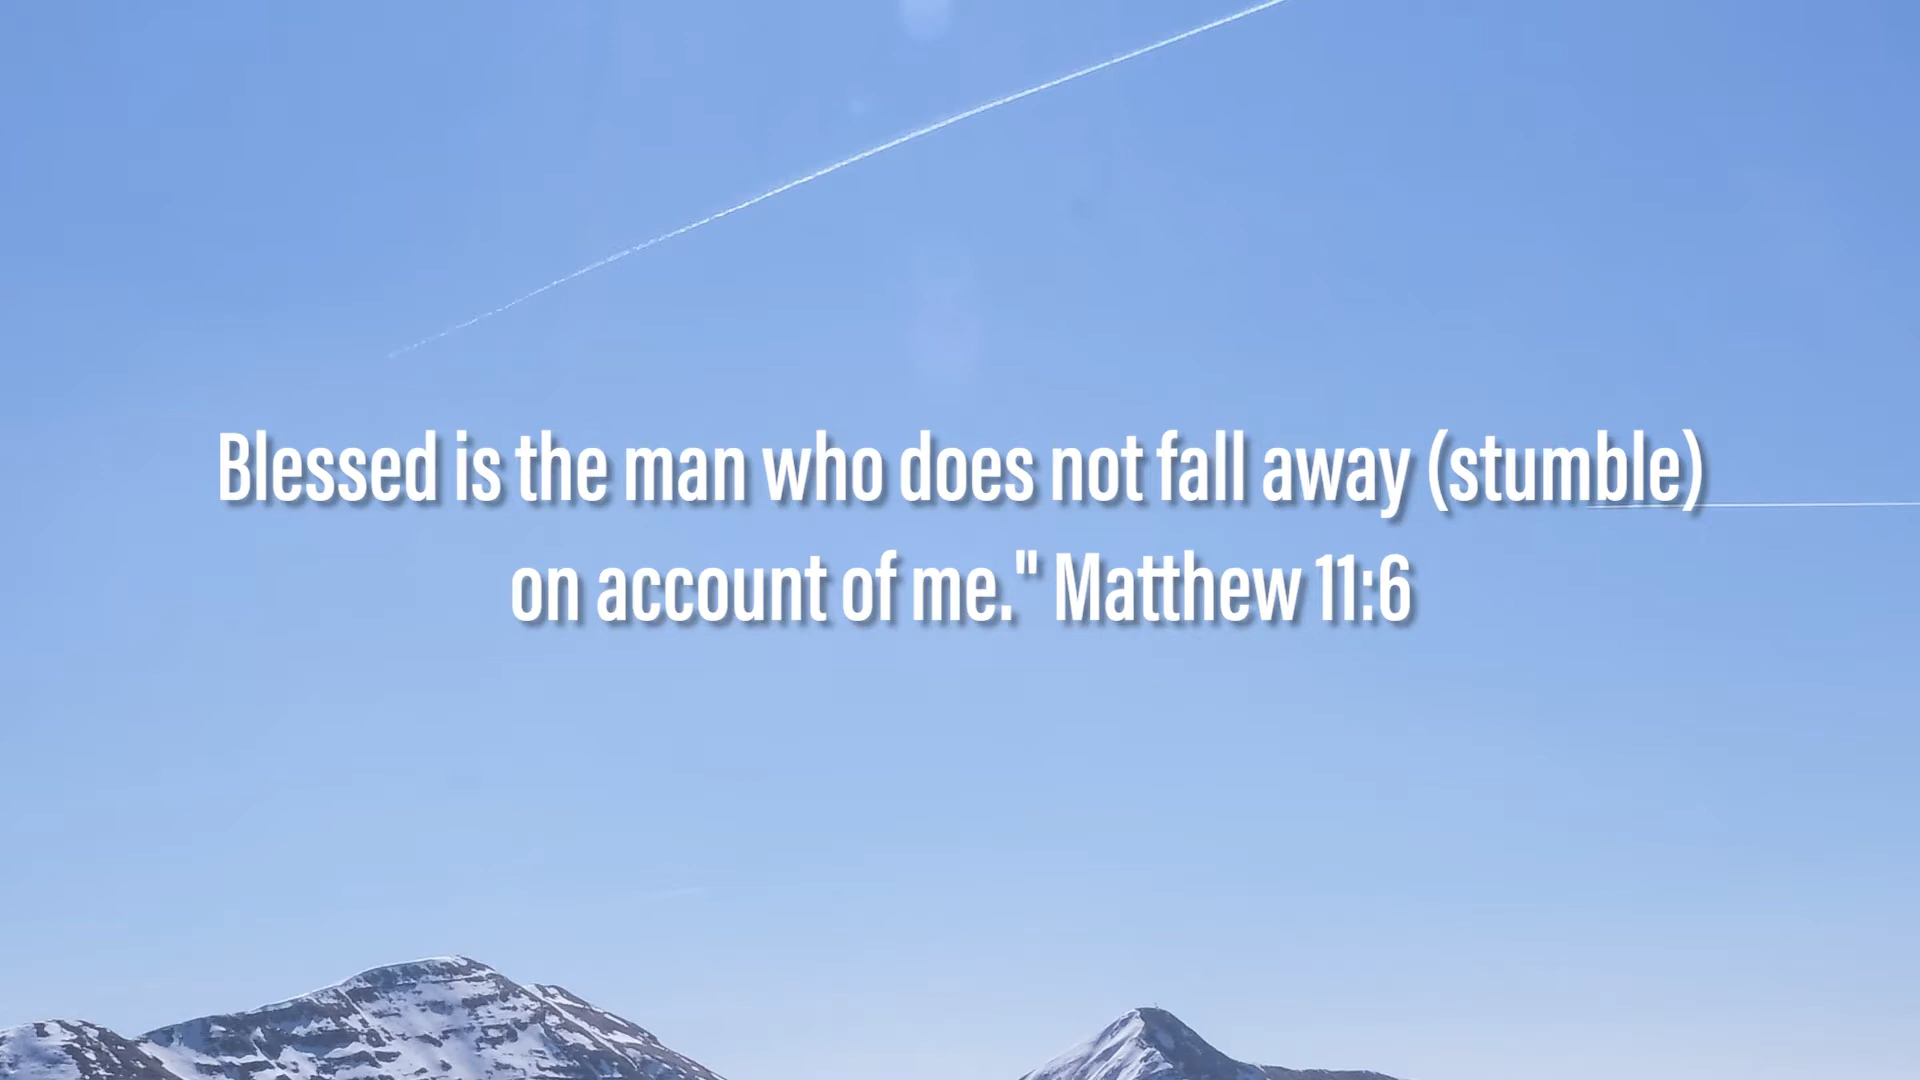 Blessed is the man who does not fall away (stumble)
on account of me." Matthew 11:6